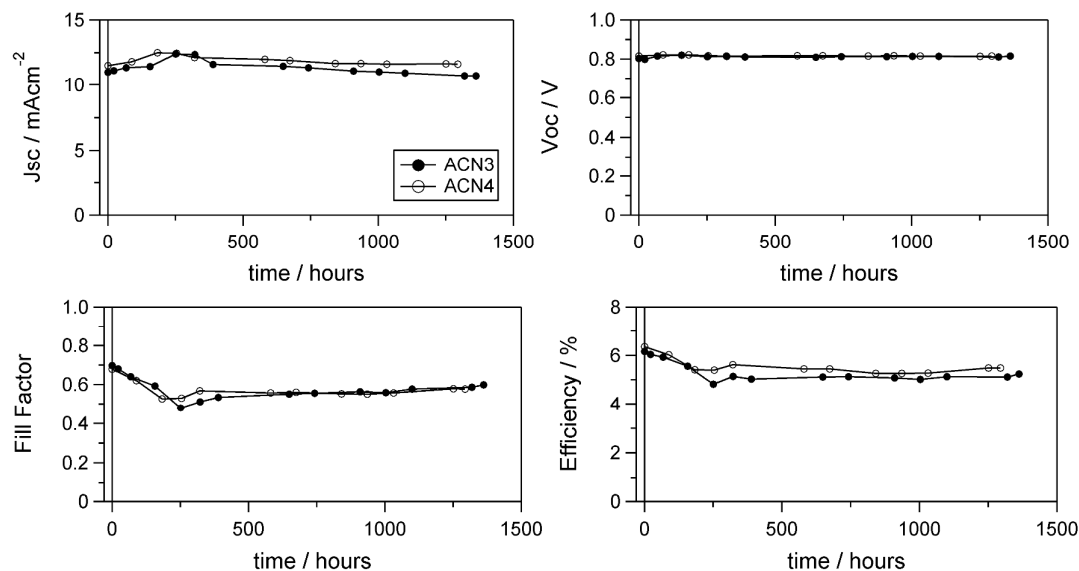 Jsc / mAcm⁻²
15
10
5
0
ACN3
ACN4
0 500 1000 1500
time / hours
Voc / V
1.0
0.8
0.6
0.4
0.2
0
0 500 1000 1500
time / hours
Fill Factor
1.0
0.8
0.6
0.4
0.2
0
0 500 1000 1500
time / hours
Efficiency / %
8
6
4
2
0
0 500 1000 1500
time / hours